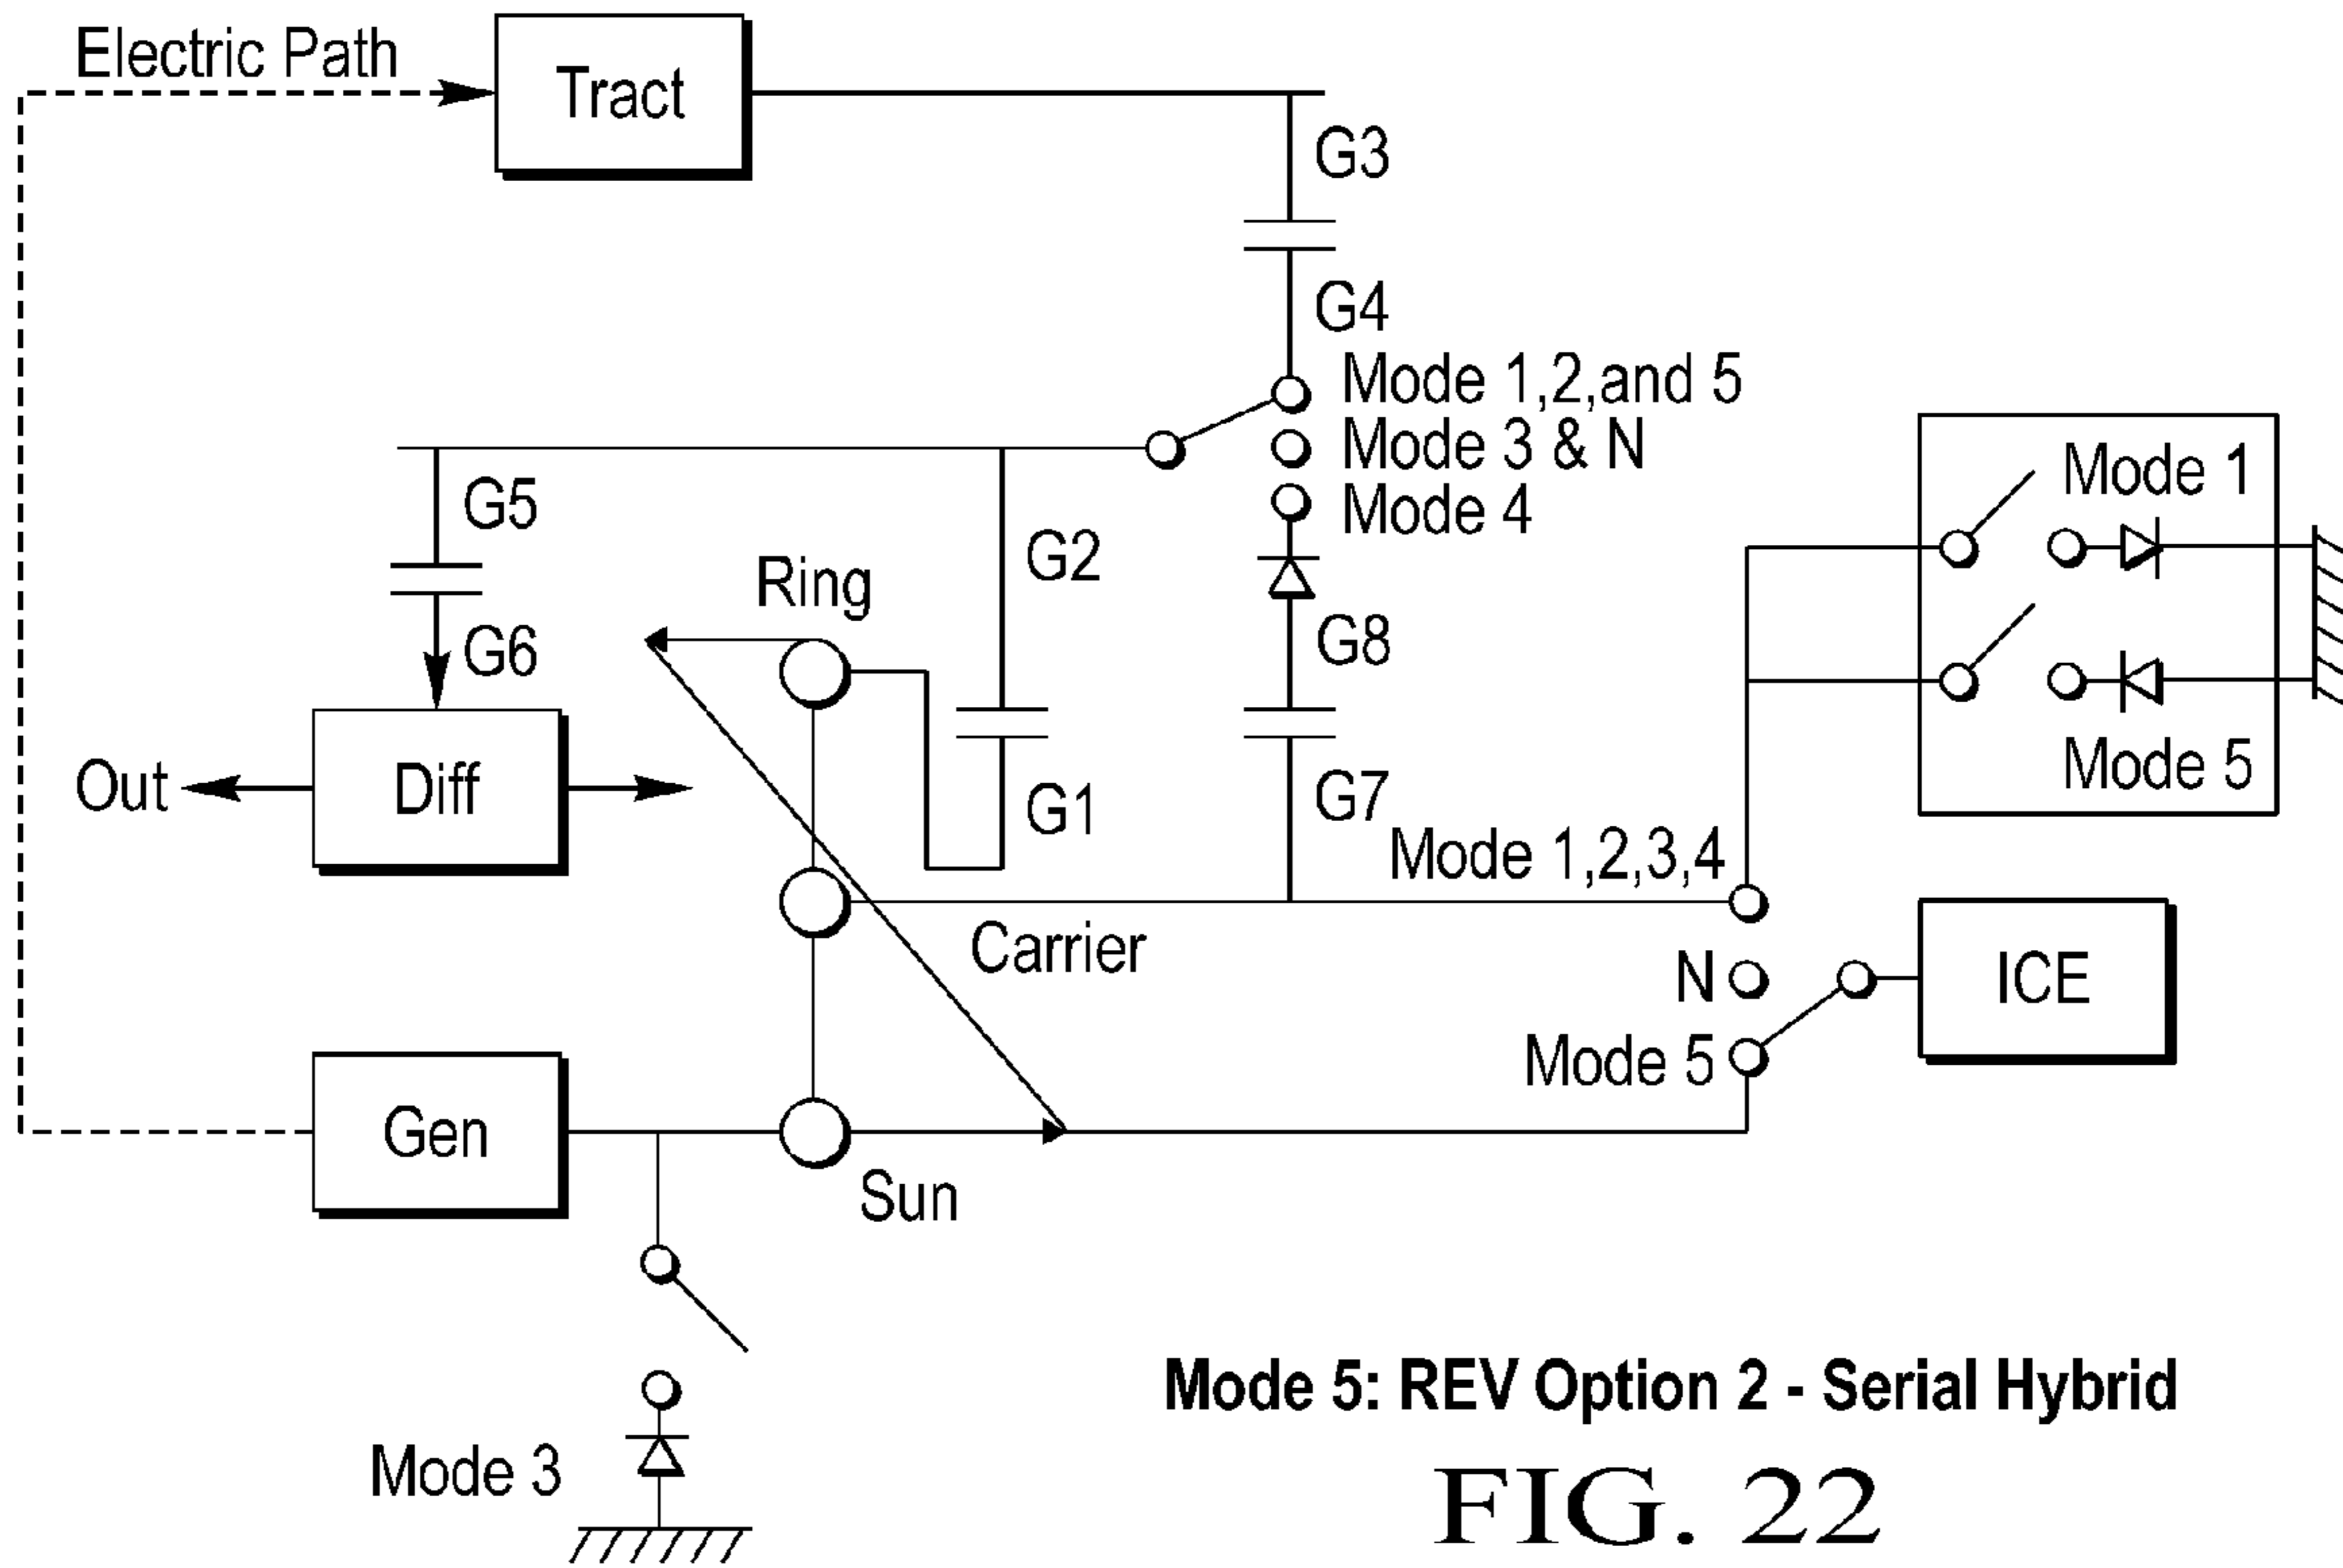 Electric Path
Tract
G3
G4
Mode 1,2,and 5
Mode 3 & N
Mode 4
Mode 1
G5
G2
Ring
G6
G8
Mode 5
Out
Diff
G1
G7
Mode 1,2,3,4
Carrier
N
ICE
Mode 5
Gen
Sun
Mode 5: REV Option 2 - Serial Hybrid
Mode 3
FIG. 22